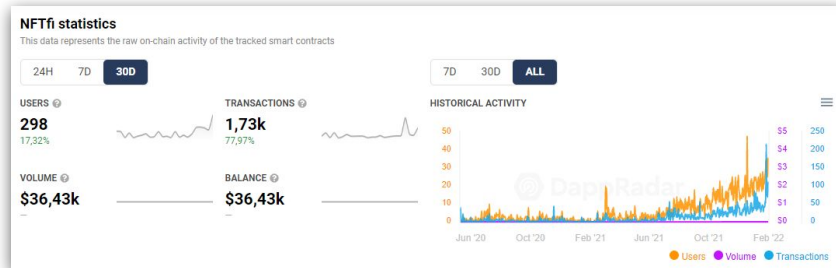 NFTfi statistics
This data represents the raw on-chain activity of the tracked smart contracts
24H 7D 30D
7D 30D ALL
USERS
298
17,32%
TRANSACTIONS
1,73k
77,97%
VOLUME
$36,43k
—
BALANCE
$36,43k
—
HISTORICAL ACTIVITY
50 $5 250
40 $4 200
30 $3 150
20 $2 100
10 $1 50
0 $0 0
DappRadar
Jun '20 Oct '20 Feb '21 Jun '21 Oct '21 Feb '22
Users Volume Transactions